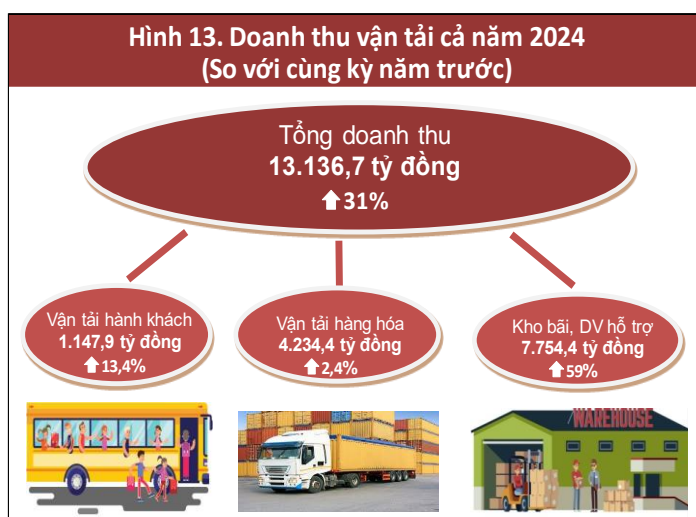 Hình 13. Doanh thu vận tải cả năm 2024
(So với cùng kỳ năm trước)
Tổng doanh thu
13.136,7 tỷ đồng
31%
Vận tải hành khách
1.147,9 tỷ đồng
13,4%
Vận tải hàng hóa
4.234,4 tỷ đồng
2,4%
Kho bãi, DV hỗ trợ
7.754,4 tỷ đồng
59%
WAREHOUSE